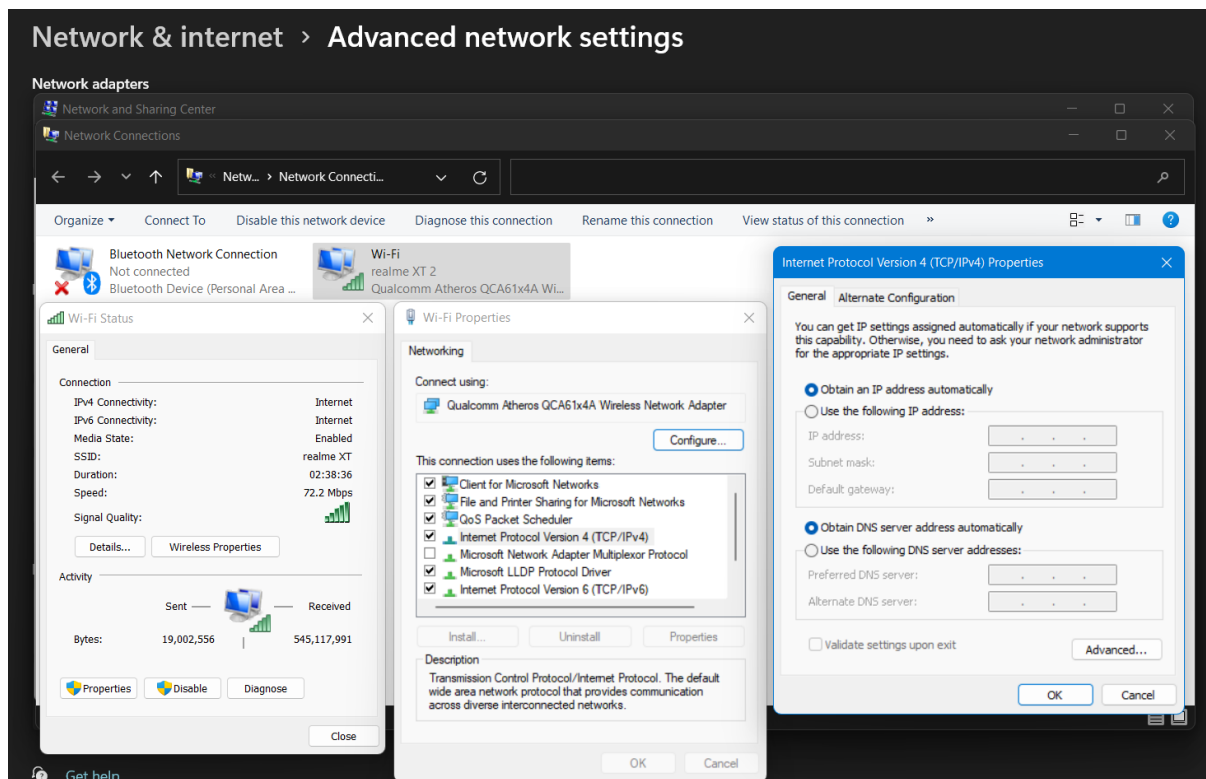 Network & internet > Advanced network settings
Network adapters
Network and Sharing Center
Network Connections
« Netw... > Network Connecti...
Organize
Connect To
Disable this network device
Diagnose this connection
Rename this connection
View status of this connection
»
Bluetooth Network Connection
Not connected
Bluetooth Device (Personal Area ...
Wi-Fi
realme XT 2
Qualcomm Atheros QCA61x4A Wi...
Wi-Fi Status
General
Connection
IPv4 Connectivity: Internet
IPv6 Connectivity: Internet
Media State: Enabled
SSID: realme XT
Duration: 02:38:36
Speed: 72.2 Mbps
Signal Quality:
Details...
Wireless Properties
Activity
Sent — — Received
Bytes: 19,002,556 | 545,117,991
Properties
Disable
Diagnose
Close
Wi-Fi Properties
Networking
Connect using:
Qualcomm Atheros QCA61x4A Wireless Network Adapter
Configure...
This connection uses the following items:
Client for Microsoft Networks
File and Printer Sharing for Microsoft Networks
QoS Packet Scheduler
Internet Protocol Version 4 (TCP/IPv4)
Microsoft Network Adapter Multiplexor Protocol
Microsoft LLDP Protocol Driver
Internet Protocol Version 6 (TCP/IPv6)
Install...
Uninstall
Properties
Description
Transmission Control Protocol/Internet Protocol. The default
wide area network protocol that provides communication
across diverse interconnected networks.
OK
Cancel
Internet Protocol Version 4 (TCP/IPv4) Properties
General
Alternate Configuration
You can get IP settings assigned automatically if your network supports
this capability. Otherwise, you need to ask your network administrator
for the appropriate IP settings.
Obtain an IP address automatically
Use the following IP address:
IP address:
Subnet mask:
Default gateway:
Obtain DNS server address automatically
Use the following DNS server addresses:
Preferred DNS server:
Alternate DNS server:
Validate settings upon exit
Advanced...
OK
Cancel
Get help